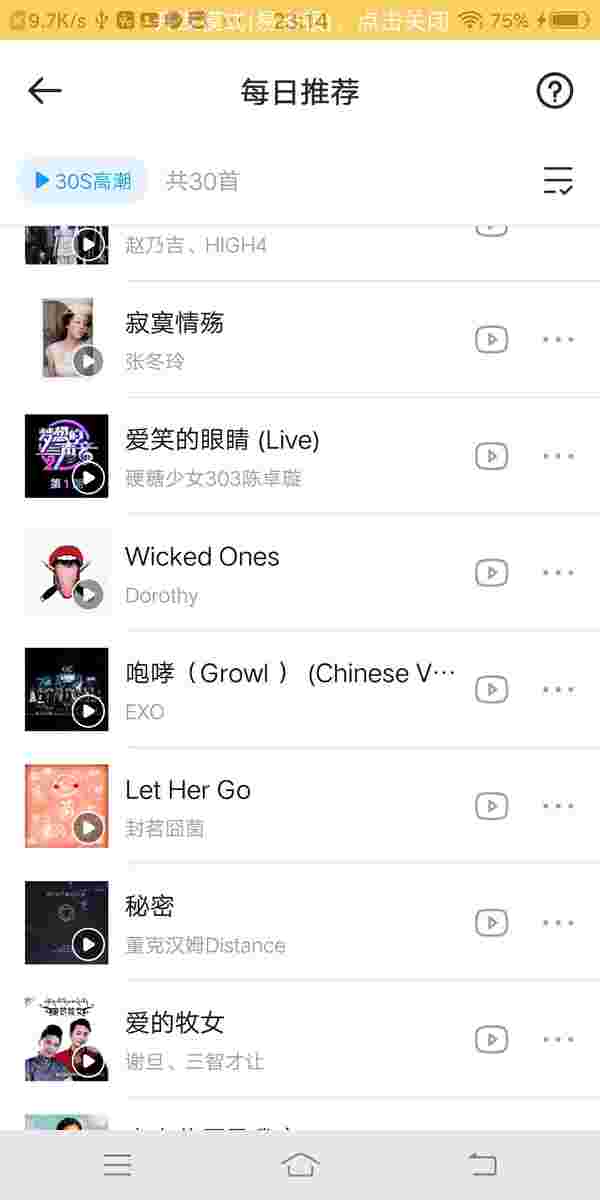 9.7K/s
23:14
点击关闭
75%
每日推荐
30S高潮
共30首
赵乃吉、HIGH4
寂寞情殇
张冬玲
爱笑的眼睛 (Live)
硬糖少女303陈卓璇
第1期
Wicked Ones
Dorothy
咆哮（Growl ） (Chinese V…
EXO
Let Her Go
封茗囧菌
秘密
董克汉姆Distance
爱的牧女
谢旦、三智才让